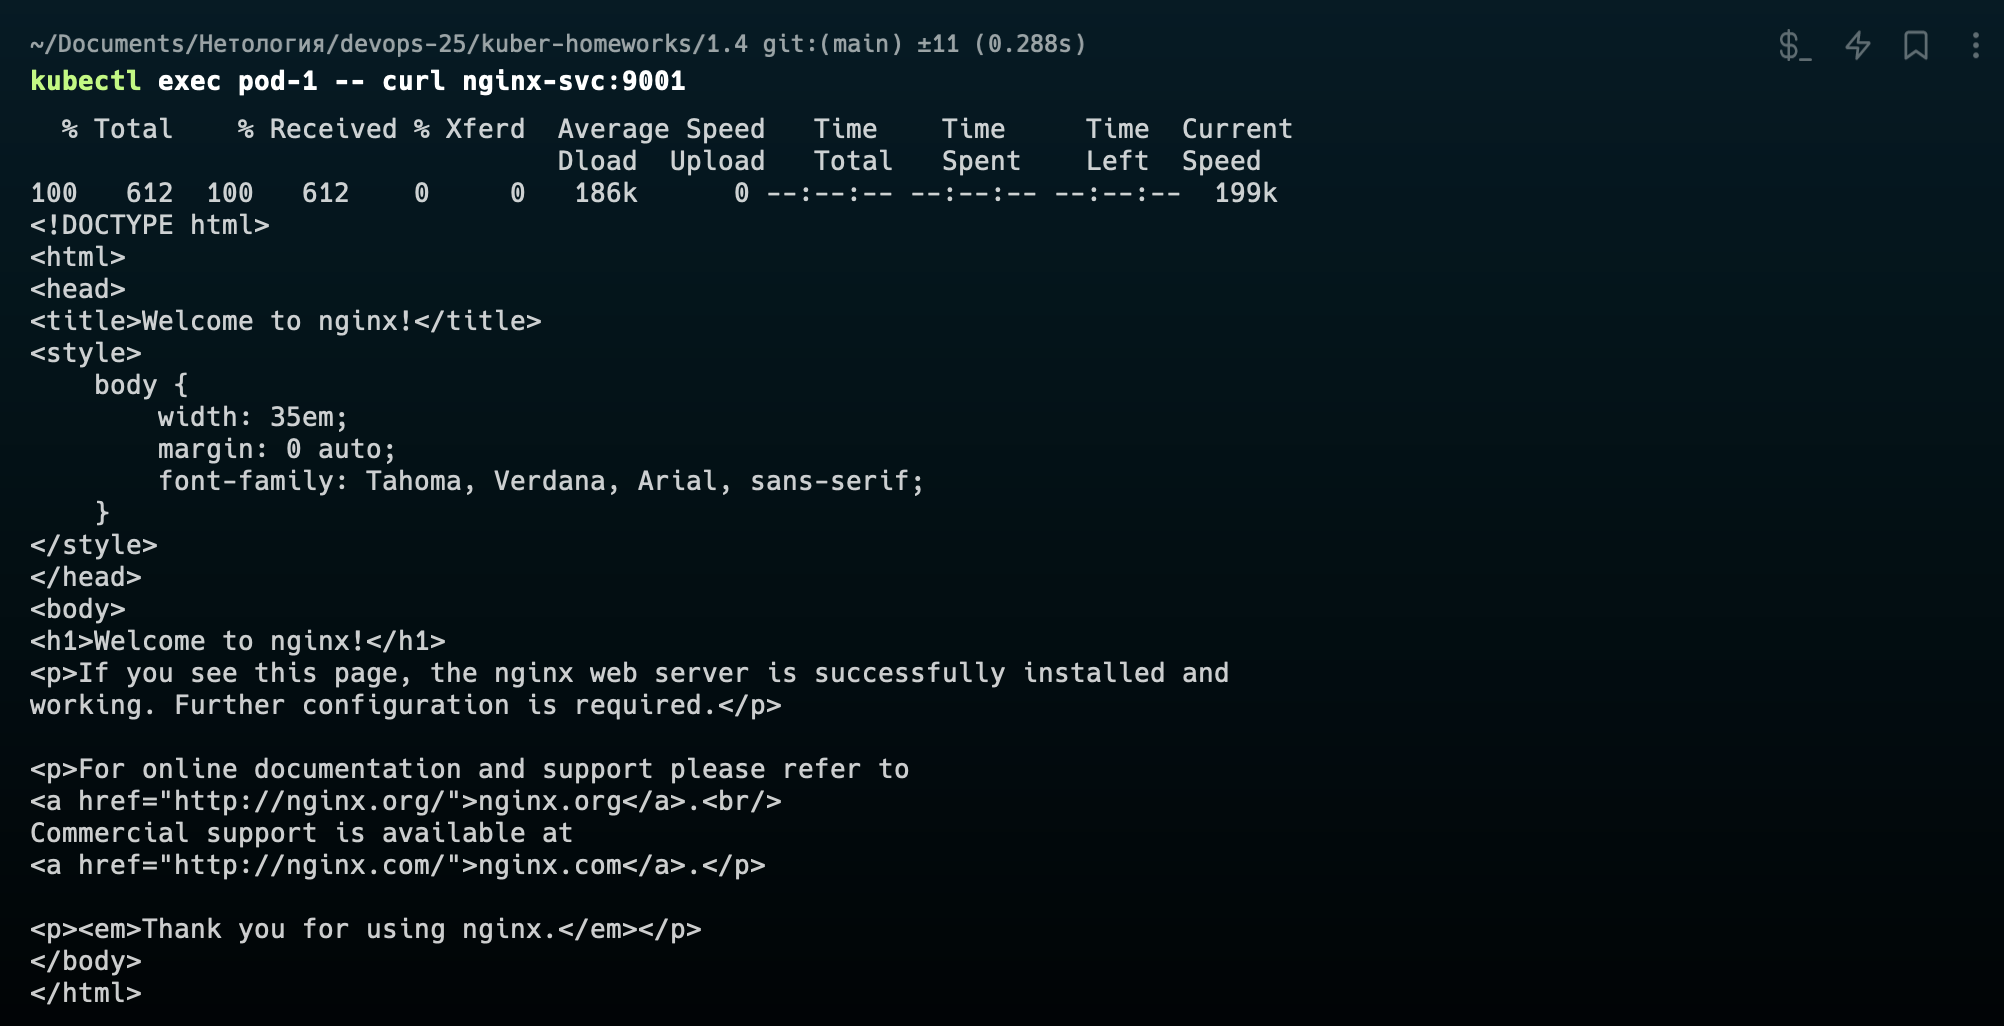 ~/Documents/Нетология/devops-25/kuber-homeworks/1.4 git:(main) ±11 (0.288s)
$_
kubectl exec pod-1 -- curl nginx-svc:9001
  % Total    % Received % Xferd  Average Speed   Time    Time     Time  Current
                                 Dload  Upload   Total   Spent    Left  Speed
100   612  100   612    0     0   186k      0 --:--:-- --:--:-- --:--:--  199k
<!DOCTYPE html>
<html>
<head>
<title>Welcome to nginx!</title>
<style>
    body {
        width: 35em;
        margin: 0 auto;
        font-family: Tahoma, Verdana, Arial, sans-serif;
    }
</style>
</head>
<body>
<h1>Welcome to nginx!</h1>
<p>If you see this page, the nginx web server is successfully installed and
working. Further configuration is required.</p>

<p>For online documentation and support please refer to
<a href="http://nginx.org/">nginx.org</a>.<br/>
Commercial support is available at
<a href="http://nginx.com/">nginx.com</a>.</p>

<p><em>Thank you for using nginx.</em></p>
</body>
</html>